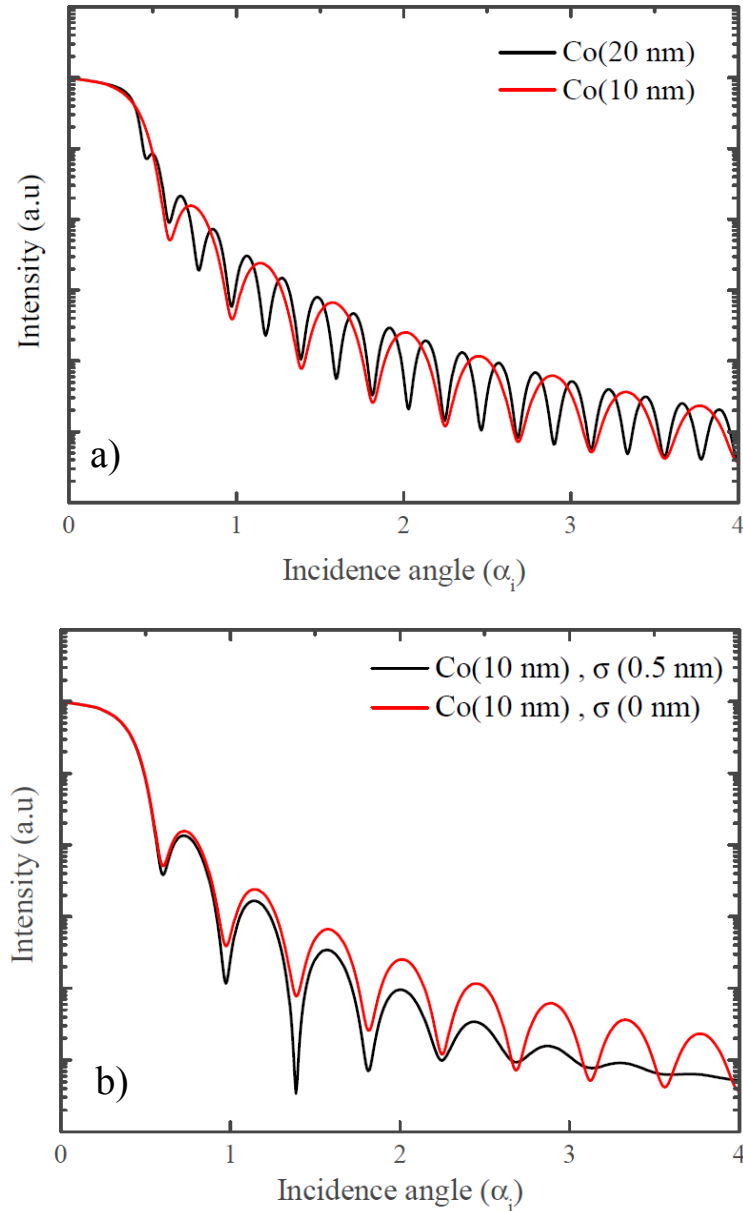 Co(20 nm)
Co(10 nm)
Intensity (a.u)
a)
0 1 2 3 4
Incidence angle (αᵢ)
Co(10 nm) , σ (0.5 nm)
Co(10 nm) , σ (0 nm)
Intensity (a.u)
b)
0 1 2 3 4
Incidence angle (αᵢ)